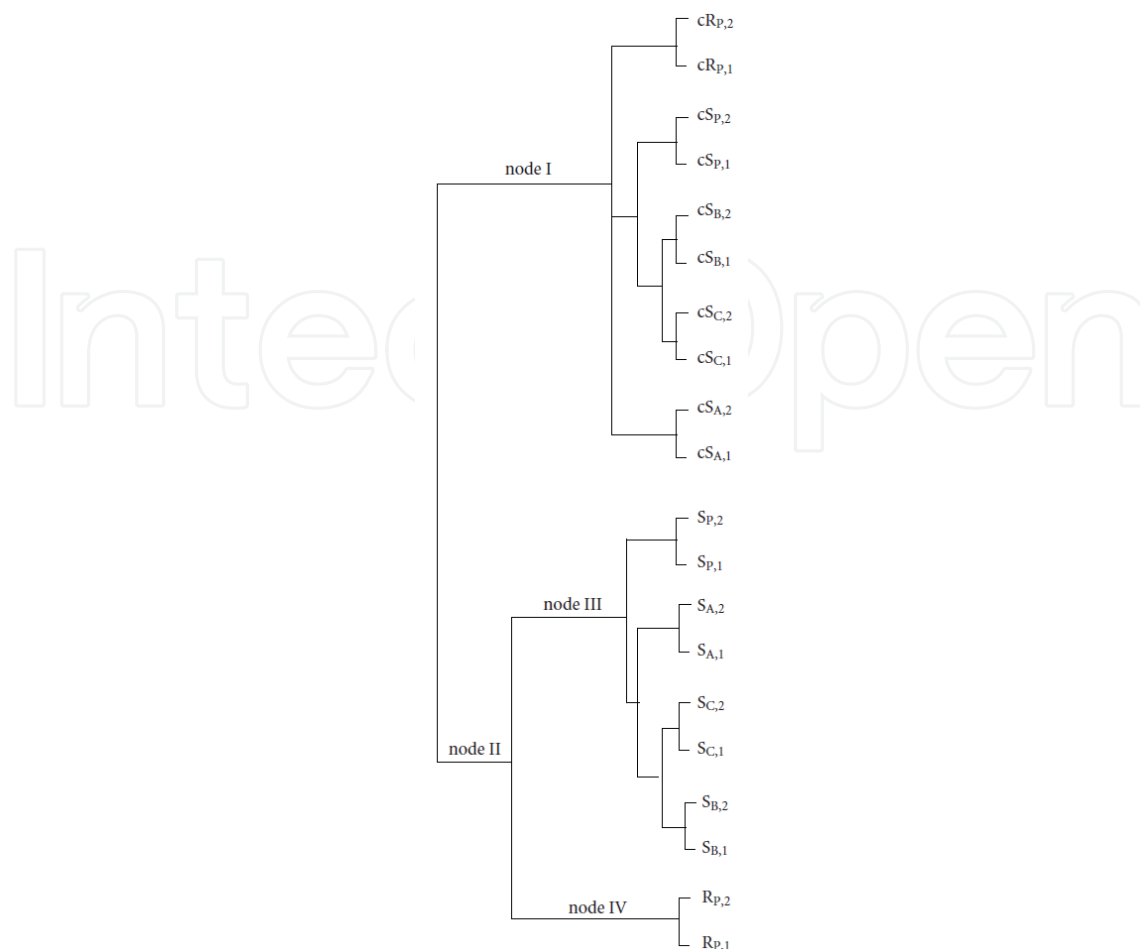 cRP,2
cRP,1
cSP,2
cSP,1
node I
cSB,2
cSB,1
IntechOpen
cSC,2
cSC,1
cSA,2
cSA,1
SP,2
SP,1
node III
SA,2
SA,1
SC,2
SC,1
node II
SB,2
SB,1
RP,2
node IV
RP,1